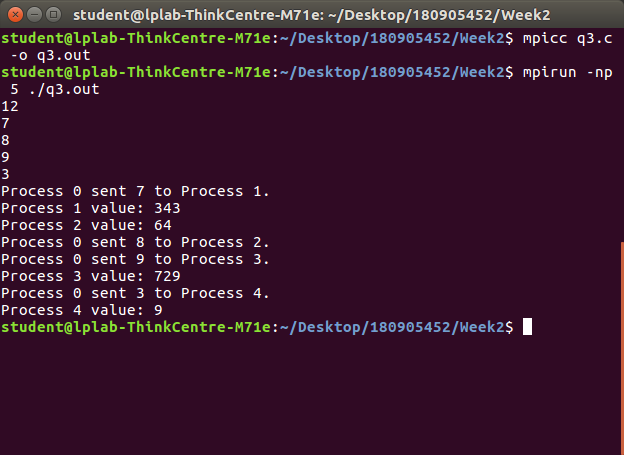 student@lplab-ThinkCentre-M71e: ~/Desktop/180905452/Week2
student@lplab-ThinkCentre-M71e:~/Desktop/180905452/Week2$ mpicc q3.c
 -o q3.out
student@lplab-ThinkCentre-M71e:~/Desktop/180905452/Week2$ mpirun -np
 5 ./q3.out
12
7
8
9
3
Process 0 sent 7 to Process 1.
Process 1 value: 343
Process 2 value: 64
Process 0 sent 8 to Process 2.
Process 0 sent 9 to Process 3.
Process 3 value: 729
Process 0 sent 3 to Process 4.
Process 4 value: 9
student@lplab-ThinkCentre-M71e:~/Desktop/180905452/Week2$